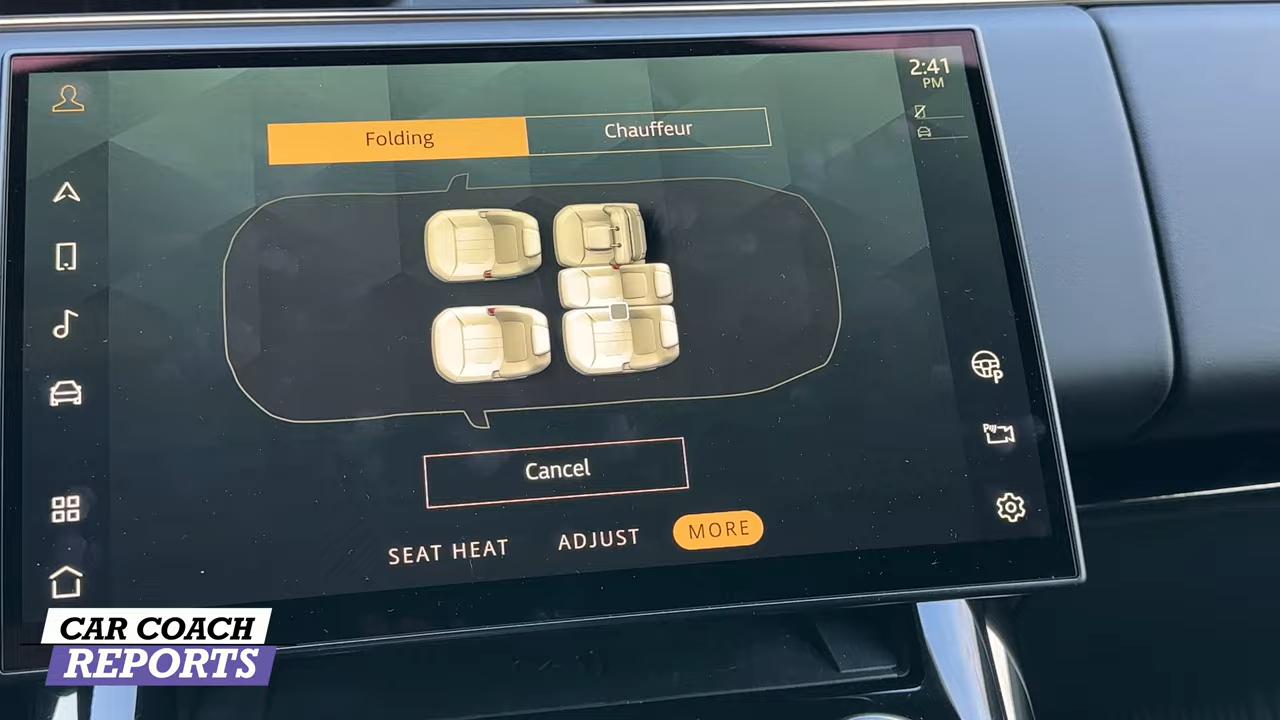 2:41
PM
Folding
Chauffeur
Cancel
SEAT HEAT
ADJUST
MORE
CAR COACH
REPORTS